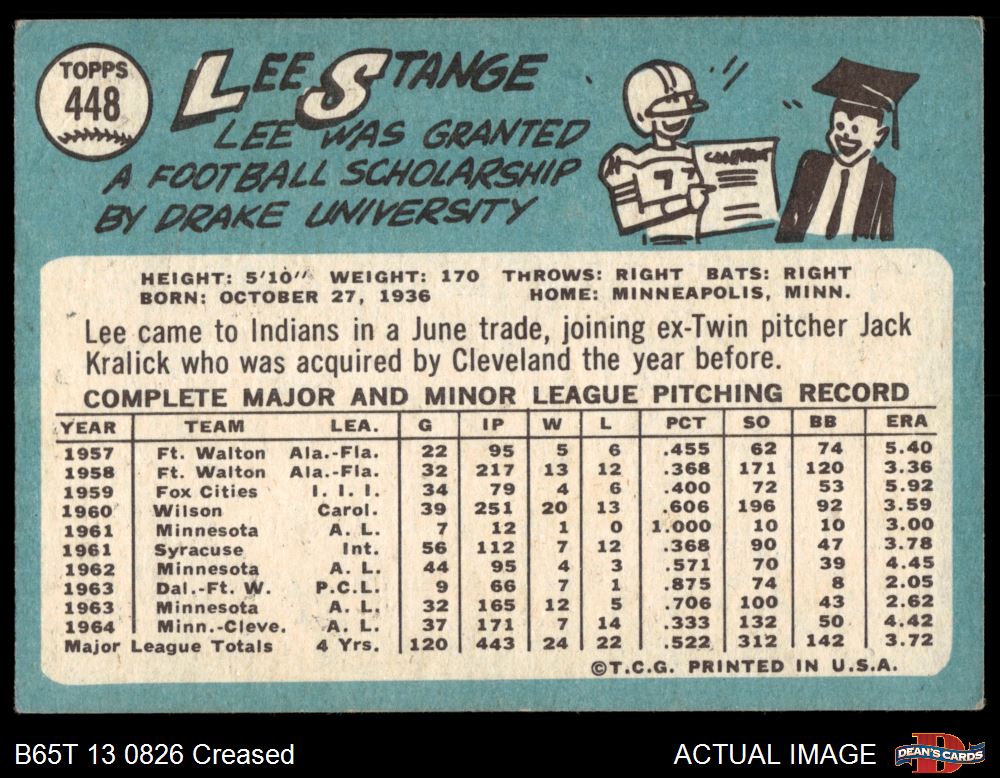 TOPPS
448
LEE STANGE
LEE WAS GRANTED
A FOOTBALL SCHOLARSHIP
BY DRAKE UNIVERSITY
77
CONTRACT
HEIGHT: 5'10" WEIGHT: 170 THROWS: RIGHT BATS: RIGHT
BORN: OCTOBER 27, 1936 HOME: MINNEAPOLIS, MINN.
Lee came to Indians in a June trade, joining ex-Twin pitcher Jack
Kralick who was acquired by Cleveland the year before.
COMPLETE MAJOR AND MINOR LEAGUE PITCHING RECORD
YEAR TEAM LEA. G IP W L PCT SO BB ERA
1957 Ft. Walton Ala.-Fla. 22 95 5 6 .455 62 74 5.40
1958 Ft. Walton Ala.-Fla. 32 217 13 12 .368 171 120 3.36
1959 Fox Cities I. I. I. 34 79 4 6 .400 72 53 5.92
1960 Wilson Carol. 39 251 20 13 .606 196 92 3.59
1961 Minnesota A. L. 7 12 1 0 1.000 10 10 3.00
1961 Syracuse Int. 56 112 7 12 .368 90 47 3.78
1962 Minnesota A. L. 44 95 4 3 .571 70 39 4.45
1963 Dal.-Ft. W. P.C.L. 9 66 7 1 .875 74 8 2.05
1963 Minnesota A. L. 32 165 12 5 .706 100 43 2.62
1964 Minn.-Cleve. A. L. 37 171 7 14 .333 132 50 4.42
Major League Totals 4 Yrs. 120 443 24 22 .522 312 142 3.72
©T.C.G. PRINTED IN U.S.A.
B65T 13 0826 Creased ACTUAL IMAGE DEAN'S CARDS